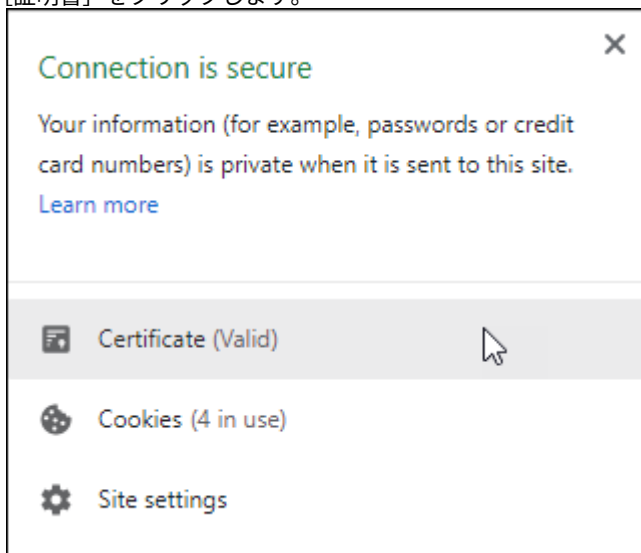 [証明書] をクリックします。
Connection is secure
Your information (for example, passwords or credit
card numbers) is private when it is sent to this site.
Learn more
Certificate (Valid)
Cookies (4 in use)
Site settings